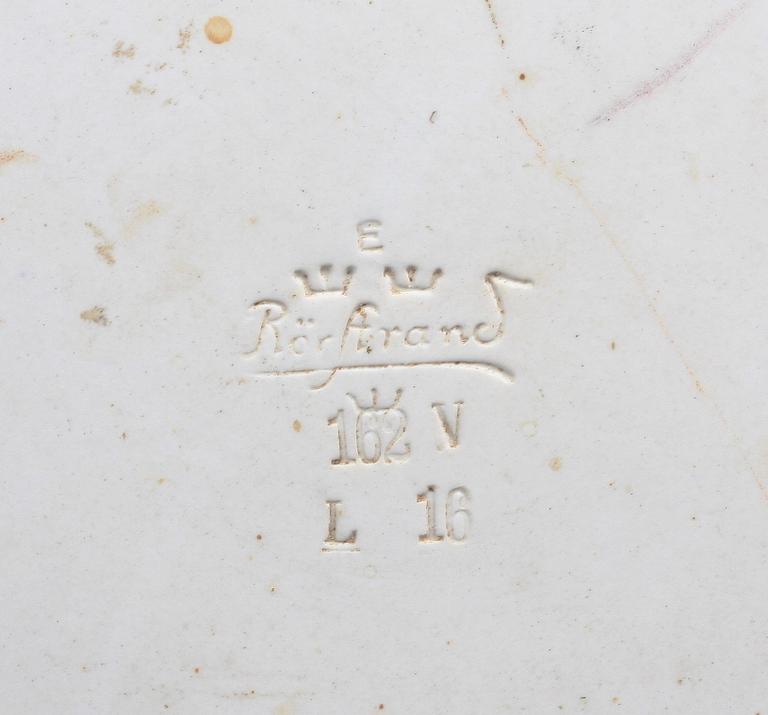 E
Rörstrand
162 V
L 16